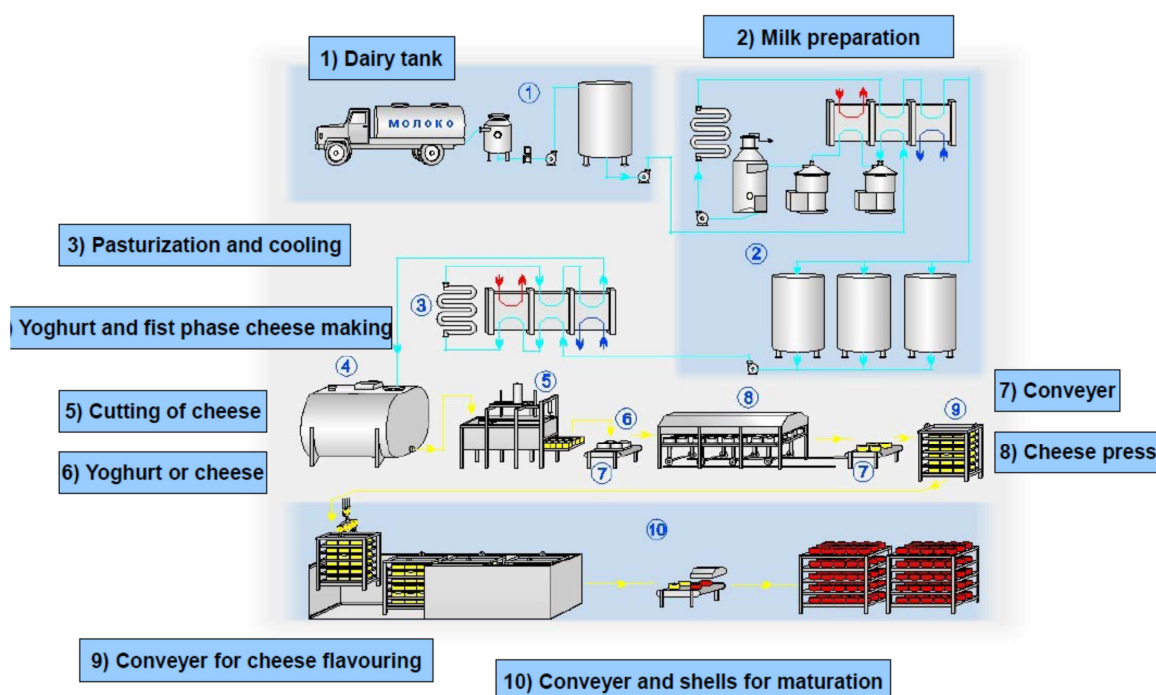 1) Dairy tank
2) Milk preparation
МОЛОКО
1
2
3) Pasturization and cooling
3
) Yoghurt and fist phase cheese making
4
5
6
7
8
7
9
5) Cutting of cheese
6) Yoghurt or cheese
7) Conveyer
8) Cheese press
10
9) Conveyer for cheese flavouring
10) Conveyer and shells for maturation